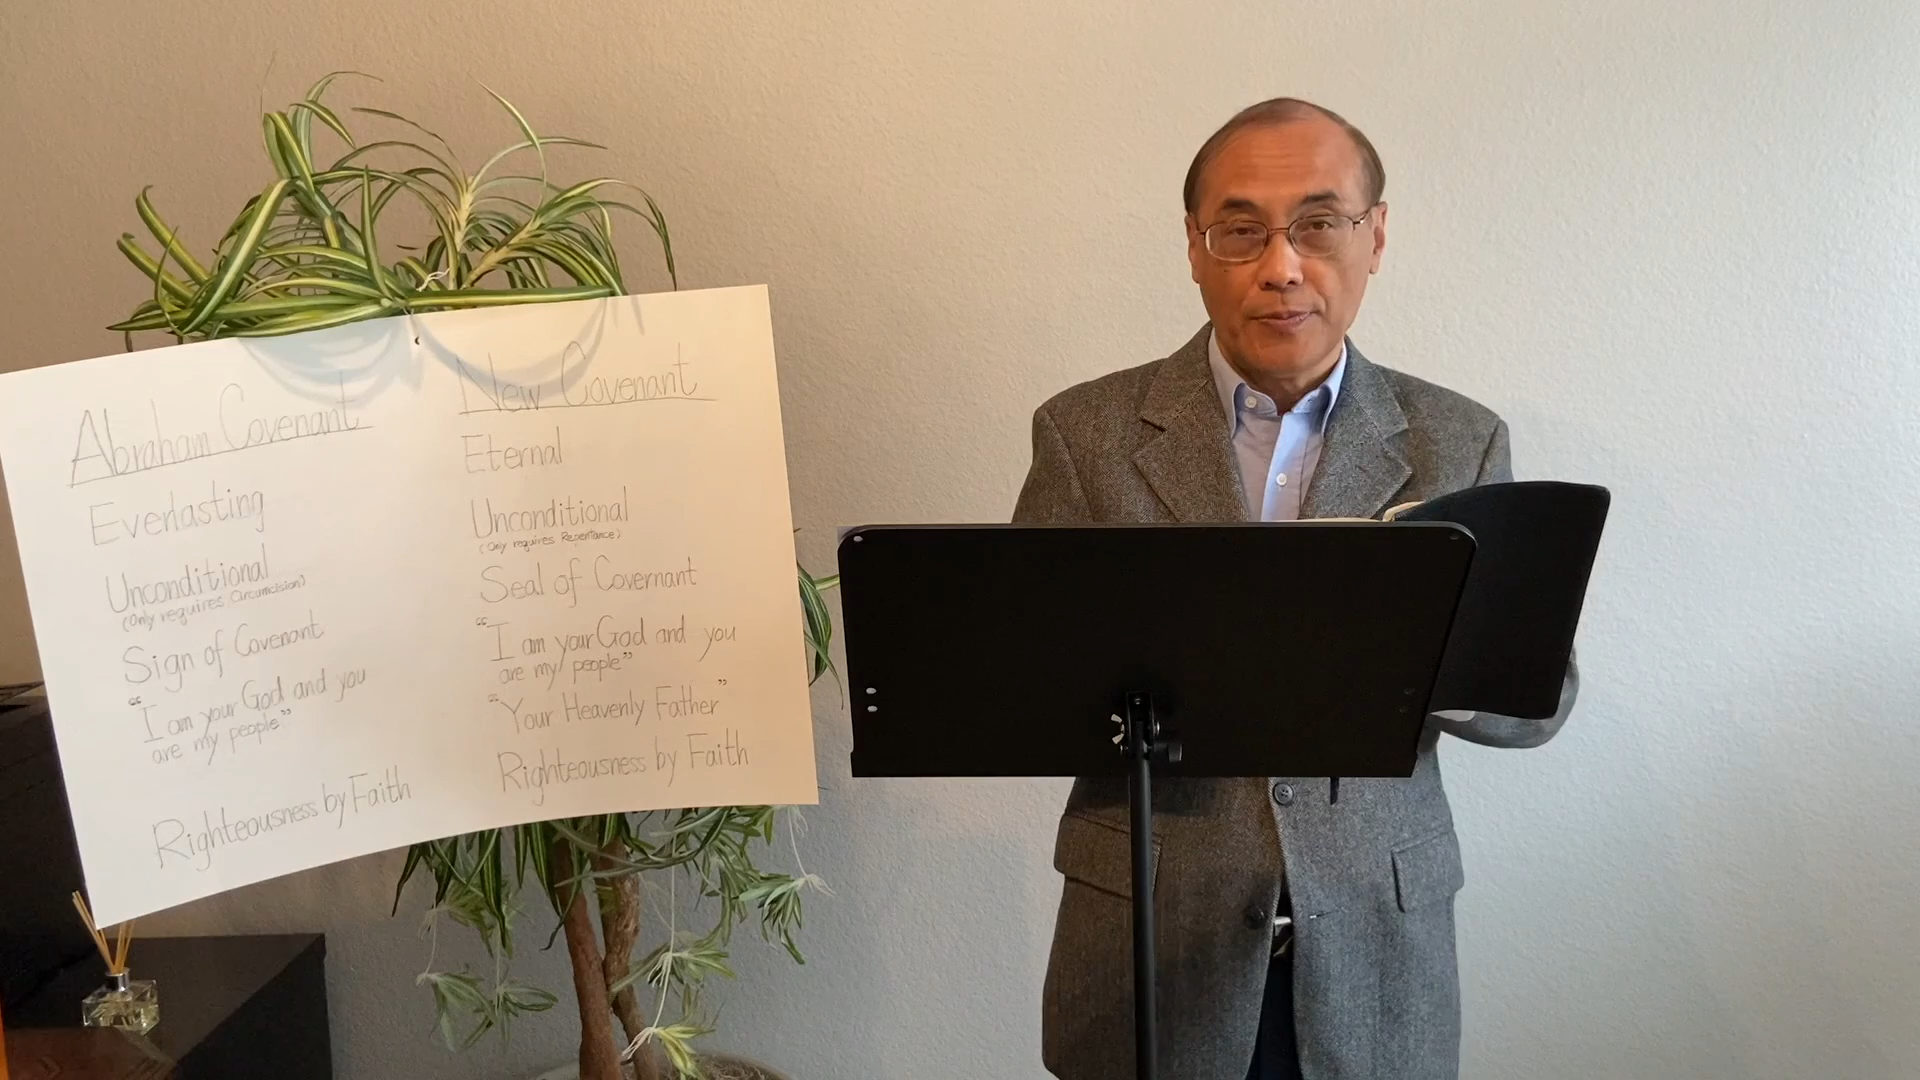 Abraham Covenant
Everlasting
Unconditional
(Only requires Circumcision)
Sign of Covenant
"I am your God and you
are my people"
Righteousness by Faith
New Covenant
Eternal
Unconditional
(Only requires Repentance)
Seal of Covernant
"I am your God and you
are my people"
"Your Heavenly Father"
Righteousness by Faith